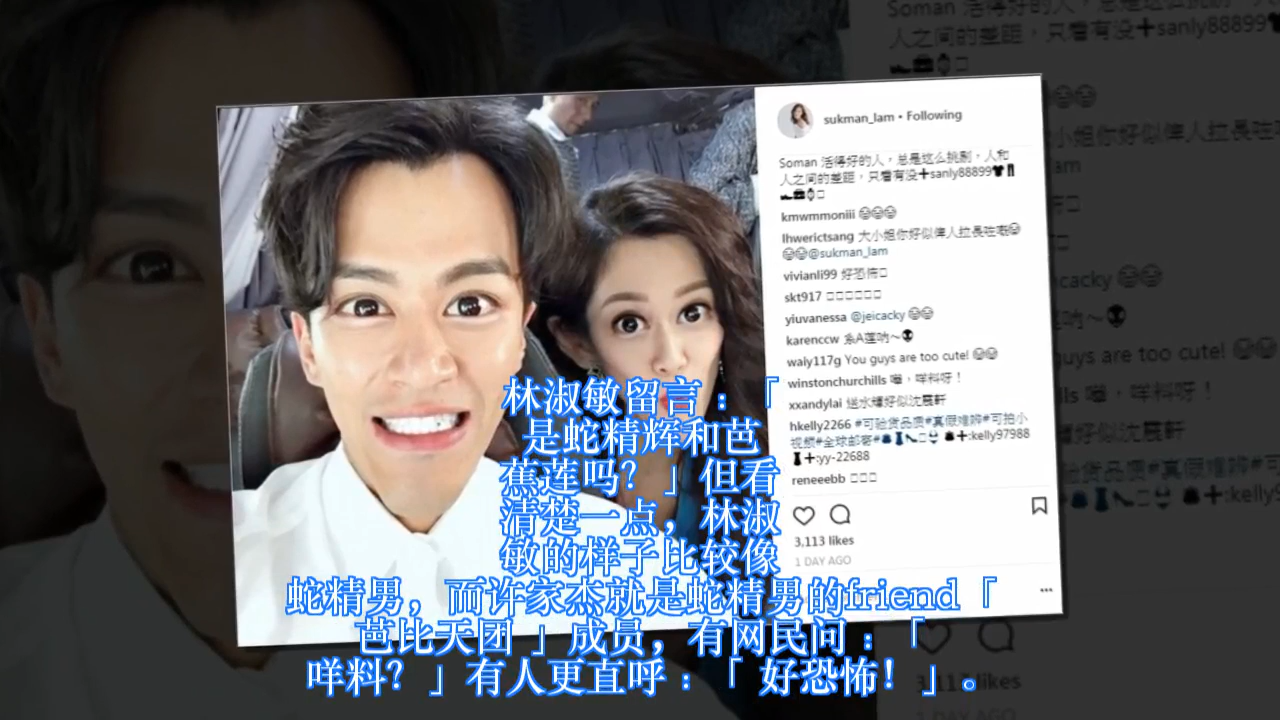 sukman_lam • Following
Soman 活得好的人，总是这么挑剔，人和
人之间的差距，只看有没➕sanly88899
kmwmmoniii
lhwerictsang 大小姐你好似俾人拉長咗嘅
@sukman_lam
vivianli99 好恐怖
skt917
yiuvanessa @jeicacky
karenccw 系A蓮吶～
waiy117g You guys are too cute!
winstonchurchills 嘩，咩料呀！
xxandylai 送水嬸好似沈震軒
hkelly2266 #可验货品质#真假难辨#可拍小
视频#全球邮寄# ➕:kelly97988
➕:yy-22688
reneeebb
3,113 likes
1 DAY AGO
林淑敏留言：「
是蛇精辉和芭
蕉莲吗？」但看
清楚一点，林淑
敏的样子比较像
蛇精男，而许家杰就是蛇精男的friend「
芭比天团 」成员，有网民问：「
咩料？」有人更直呼：「 好恐怖！」。